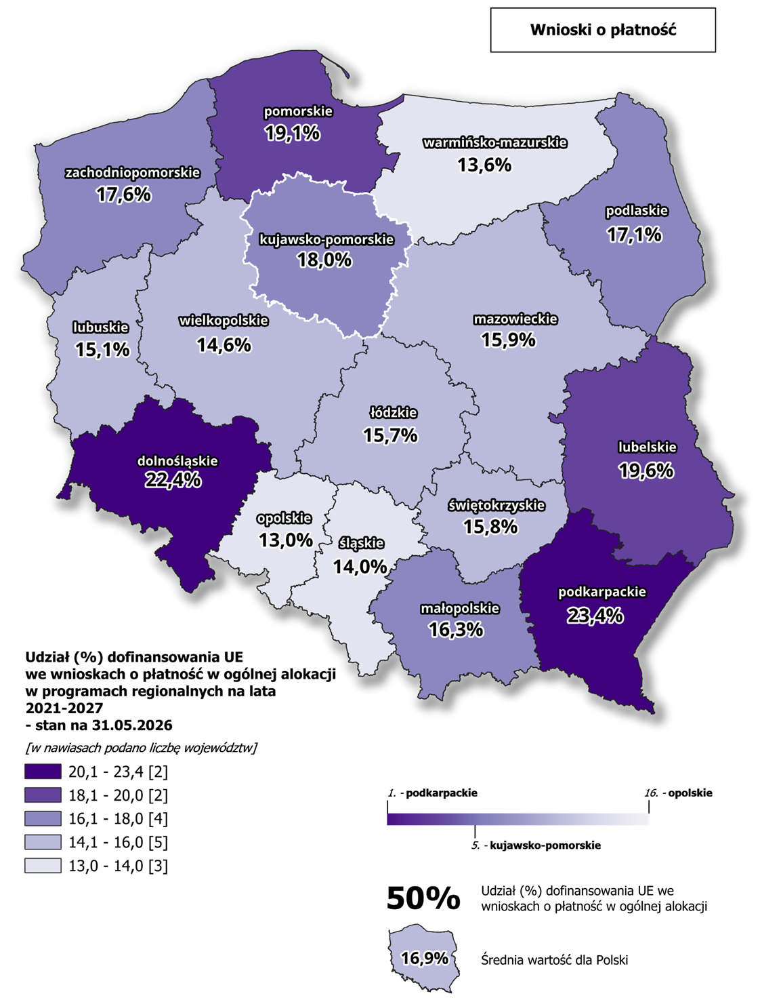 Wnioski o płatność
pomorskie
19,1%
warmińsko-mazurskie
13,6%
zachodniopomorskie
17,6%
podlaskie
17,1%
kujawsko-pomorskie
18,0%
lubuskie
15,1%
wielkopolskie
14,6%
mazowieckie
15,9%
łódzkie
15,7%
lubelskie
19,6%
dolnośląskie
22,4%
opolskie
13,0%
śląskie
14,0%
świętokrzyskie
15,8%
małopolskie
16,3%
podkarpackie
23,4%
Udział (%) dofinansowania UE
we wnioskach o płatność w ogólnej alokacji
w programach regionalnych na lata
2021-2027
- stan na 31.05.2026
[w nawiasach podano liczbę województw]
20,1 - 23,4 [2]
18,1 - 20,0 [2]
16,1 - 18,0 [4]
14,1 - 16,0 [5]
13,0 - 14,0 [3]
1. - podkarpackie
16. - opolskie
5. - kujawsko-pomorskie
50%
Udział (%) dofinansowania UE we
wnioskach o płatność w ogólnej alokacji
16,9%
Średnia wartość dla Polski